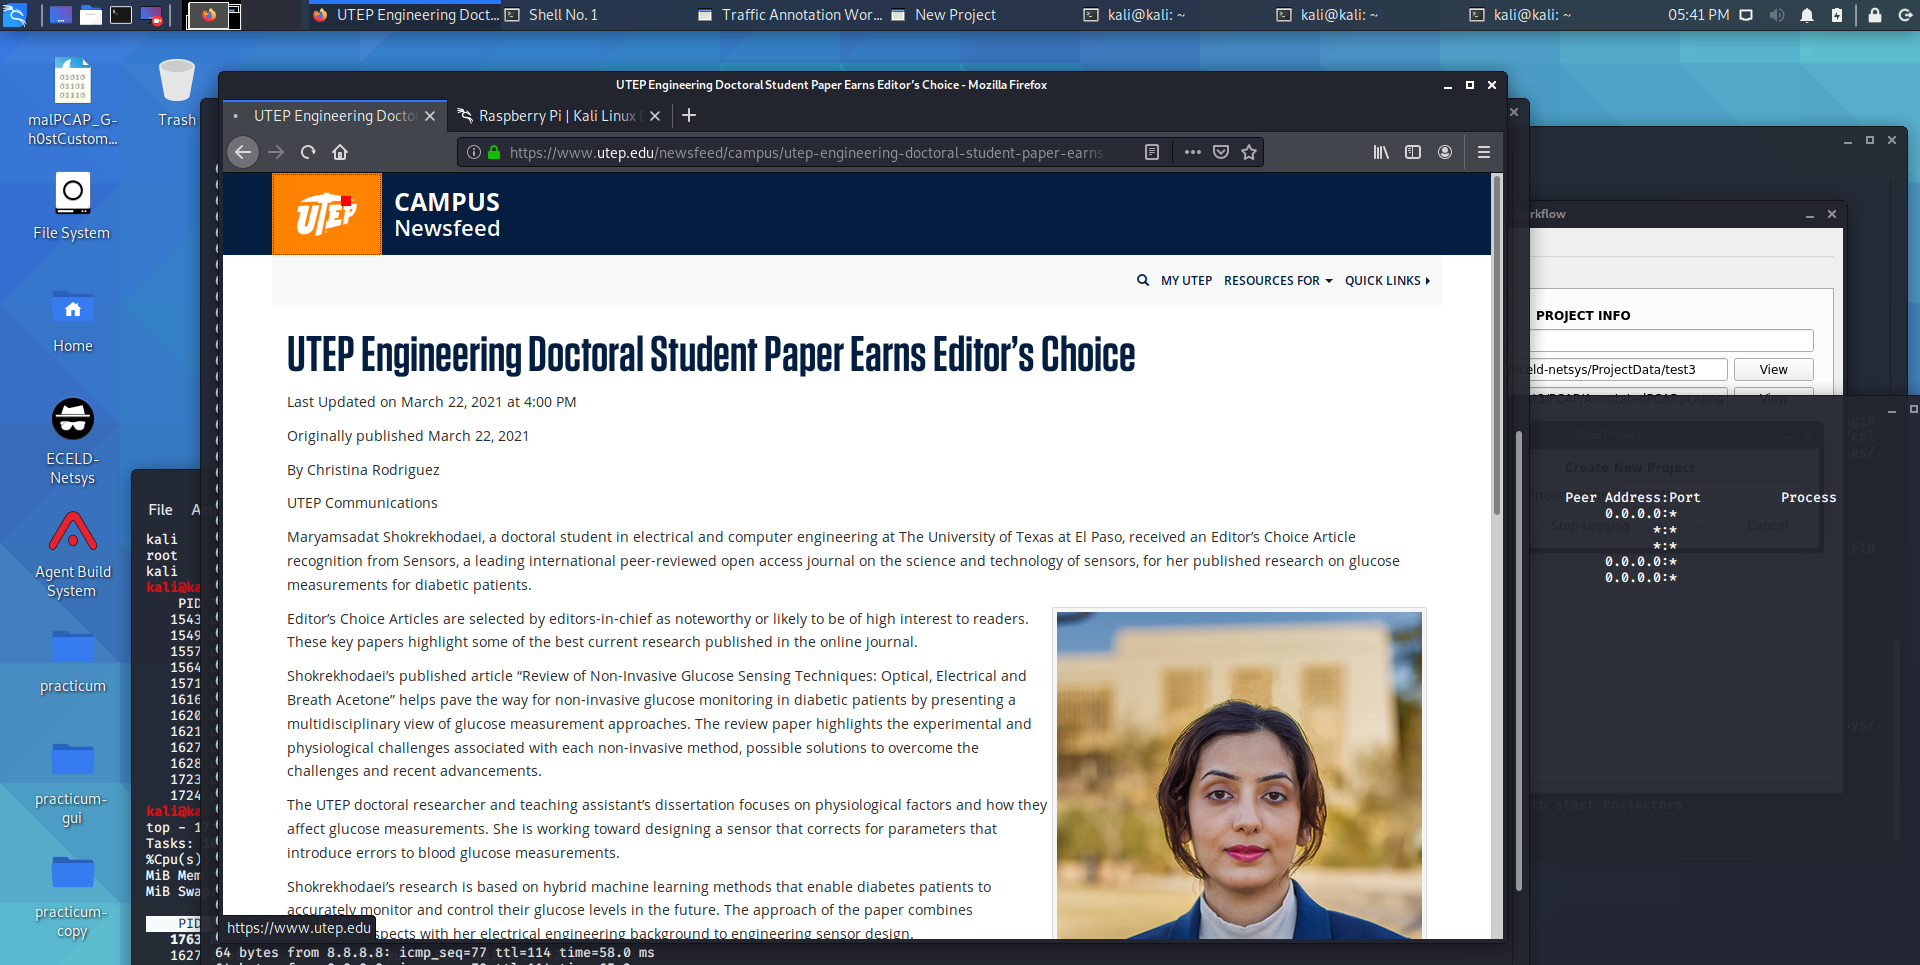 UTEP Engineering Doct...
Shell No. 1
Traffic Annotation Wor...
New Project
kali@kali: ~
kali@kali: ~
kali@kali: ~
05:41 PM
malPCAP_G-
h0stCustom...
Trash
File System
Home
ECELD-
Netsys
Agent Build
System
practicum
practicum-
gui
practicum-
copy
UTEP Engineering Doctoral Student Paper Earns Editor’s Choice - Mozilla Firefox
UTEP Engineering Docto
Raspberry Pi | Kali Linux
https://www.utep.edu/newsfeed/campus/utep-engineering-doctoral-student-paper-earns-
UTEP
CAMPUS
Newsfeed
MY UTEP RESOURCES FOR QUICK LINKS
UTEP Engineering Doctoral Student Paper Earns Editor’s Choice
Last Updated on March 22, 2021 at 4:00 PM
Originally published March 22, 2021
By Christina Rodriguez
UTEP Communications
Maryamsadat Shokrekhodaei, a doctoral student in electrical and computer engineering at The University of Texas at El Paso, received an Editor’s Choice Article
recognition from Sensors, a leading international peer-reviewed open access journal on the science and technology of sensors, for her published research on glucose
measurements for diabetic patients.
Editor’s Choice Articles are selected by editors-in-chief as noteworthy or likely to be of high interest to readers.
These key papers highlight some of the best current research published in the online journal.
Shokrekhodaei’s published article “Review of Non-Invasive Glucose Sensing Techniques: Optical, Electrical and
Breath Acetone” helps pave the way for non-invasive glucose monitoring in diabetic patients by presenting a
multidisciplinary view of glucose measurement approaches. The review paper highlights the experimental and
physiological challenges associated with each non-invasive method, possible solutions to overcome the
challenges and recent advancements.
The UTEP doctoral researcher and teaching assistant’s dissertation focuses on physiological factors and how they
affect glucose measurements. She is working toward designing a sensor that corrects for parameters that
introduce errors to blood glucose measurements.
Shokrekhodaei’s research is based on hybrid machine learning methods that enable diabetes patients to
accurately monitor and control their glucose levels in the future. The approach of the paper combines
spects with her electrical engineering background to engineering sensor design.
https://www.utep.edu
64 bytes from 8.8.8.8: icmp_seq=77 ttl=114 time=58.0 ms
File A
kali
root
kali
kali@ka
PID
1543
1549
1557
1564
1571
1616
1620
1621
1627
1628
1723
1724
kali@ka
top - 1
Tasks:
%Cpu(s)
MiB Mem
MiB Swa
PID
1763
1627
orkflow
PROJECT INFO
eceld-netsys/ProjectData/test3
View
t3/PCAP/AnnotatedPCAP.pcapng
View
New Project
Create New Project
Stop Logging
Cancel
Peer Address:Port Process
0.0.0.0:*
*:*
*:*
0.0.0.0:*
0.0.0.0:*
to start collectors